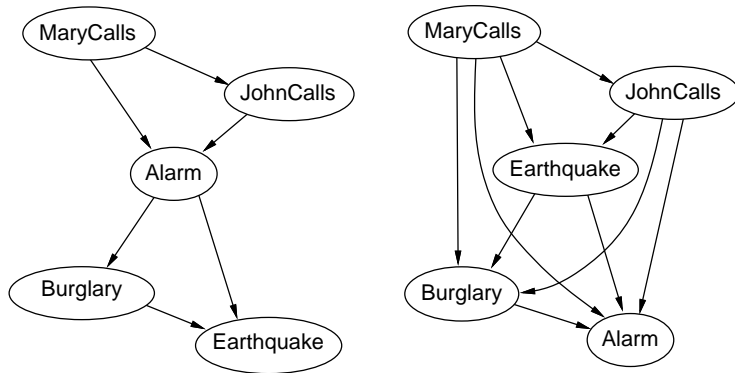 MaryCalls
JohnCalls
Alarm
Burglary
Earthquake
MaryCalls
JohnCalls
Earthquake
Burglary
Alarm